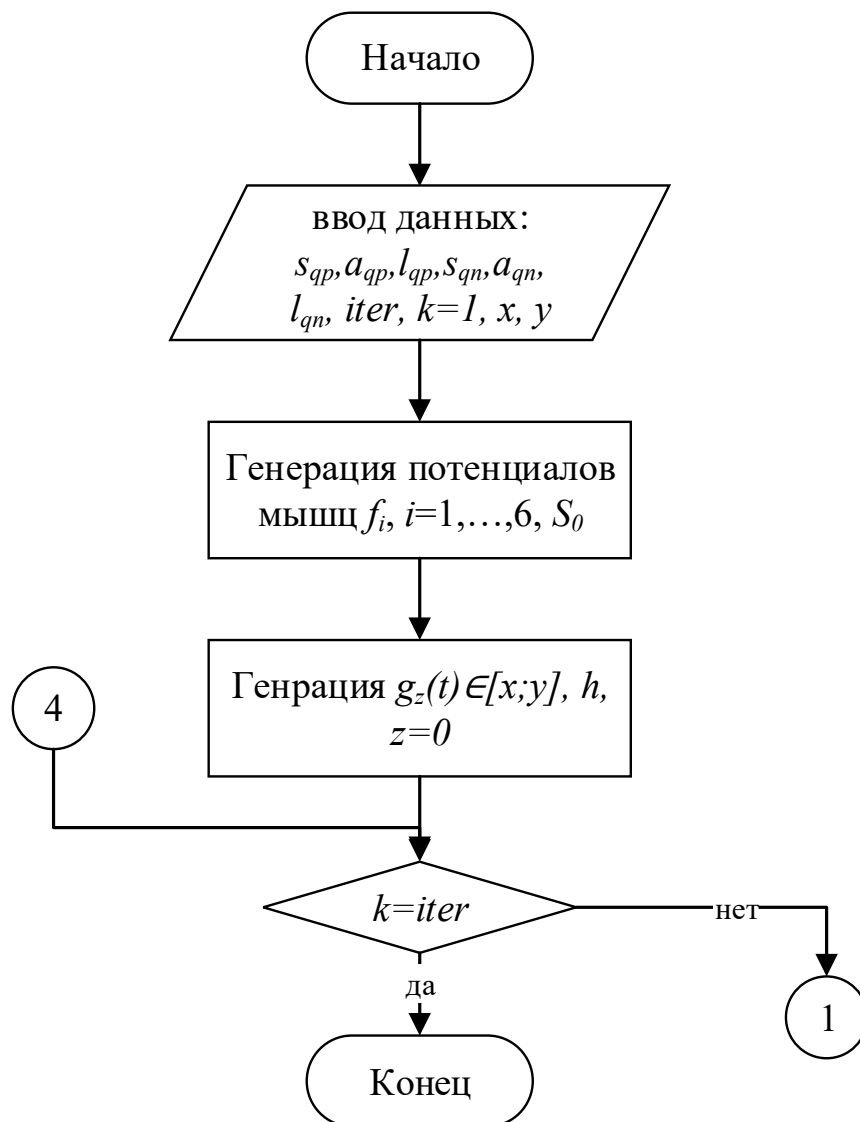 Начало
ввод данных:
s_qp,a_qp,l_qp,s_qn,a_qn,
l_qn, iter, k=1, x, y
Генерация потенциалов
мышц f_i, i=1,…,6, S_0
Генрация g_z(t)∈[x;y], h,
z=0
4
k=iter
нет
да
1
Конец